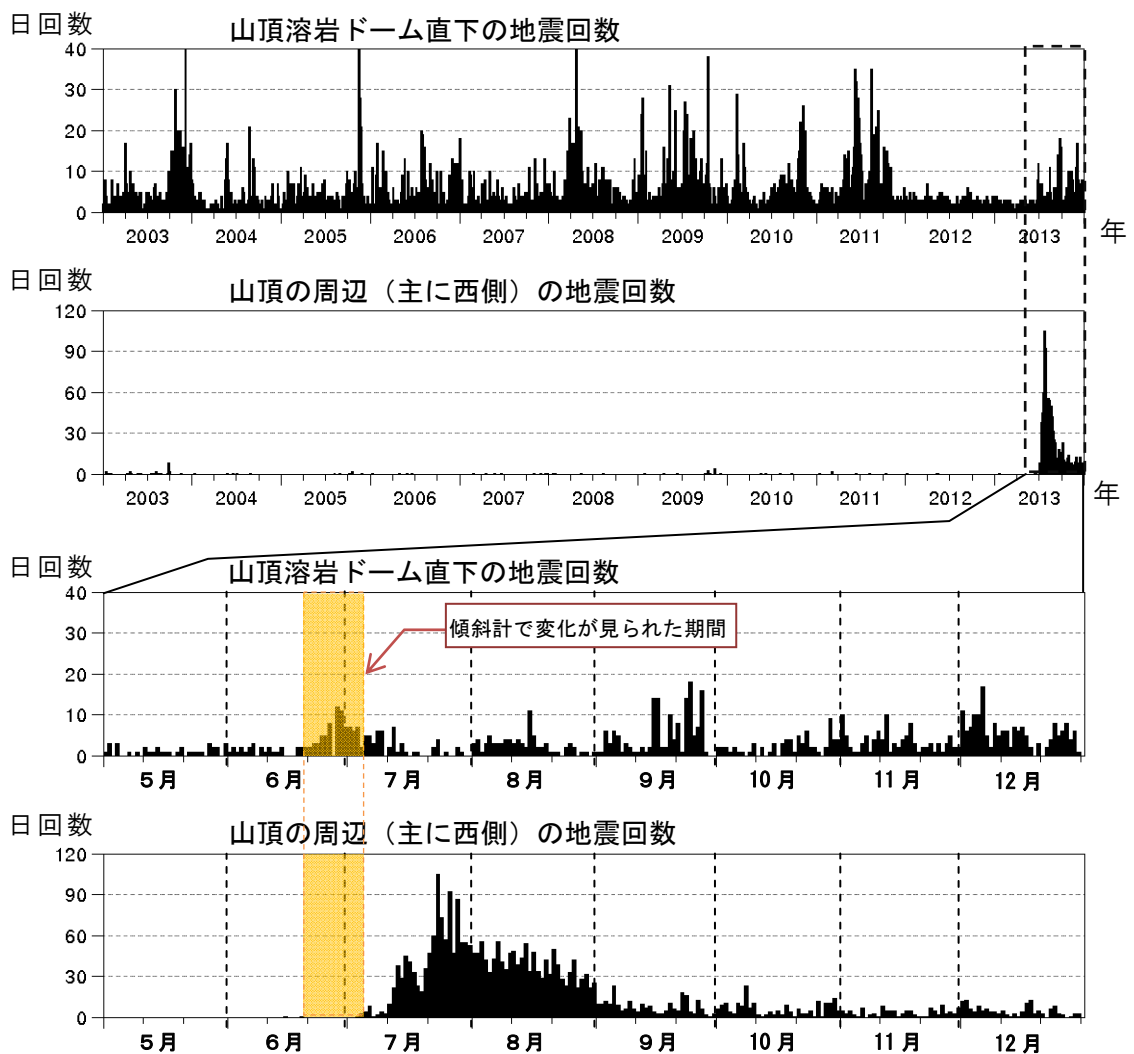 日回数
山頂溶岩ドーム直下の地震回数
40
30
20
10
0
2003 2004 2005 2006 2007 2008 2009 2010 2011 2012 2013
年
日回数
山頂の周辺（主に西側）の地震回数
120
90
60
30
0
2003 2004 2005 2006 2007 2008 2009 2010 2011 2012 2013
年
日回数
山頂溶岩ドーム直下の地震回数
40
30
傾斜計で変化が見られた期間
20
10
0
5月 6月 7月 8月 9月 10月 11月 12月
日回数
山頂の周辺（主に西側）の地震回数
120
90
60
30
0
5月 6月 7月 8月 9月 10月 11月 12月